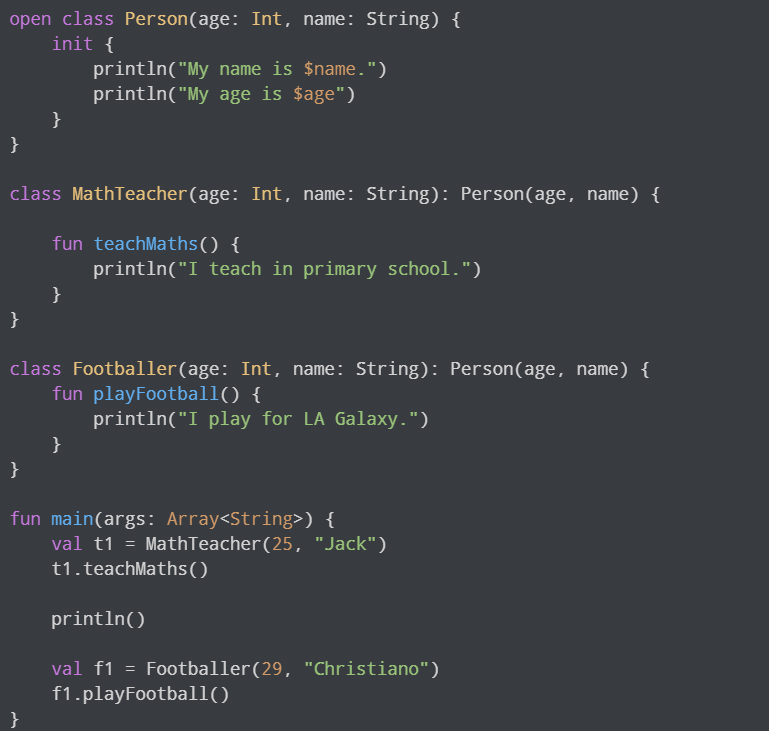 open class Person(age: Int, name: String) {
    init {
        println("My name is $name.")
        println("My age is $age")
    }
}

class MathTeacher(age: Int, name: String): Person(age, name) {

    fun teachMaths() {
        println("I teach in primary school.")
    }
}

class Footballer(age: Int, name: String): Person(age, name) {
    fun playFootball() {
        println("I play for LA Galaxy.")
    }
}

fun main(args: Array<String>) {
    val t1 = MathTeacher(25, "Jack")
    t1.teachMaths()

    println()

    val f1 = Footballer(29, "Christiano")
    f1.playFootball()
}